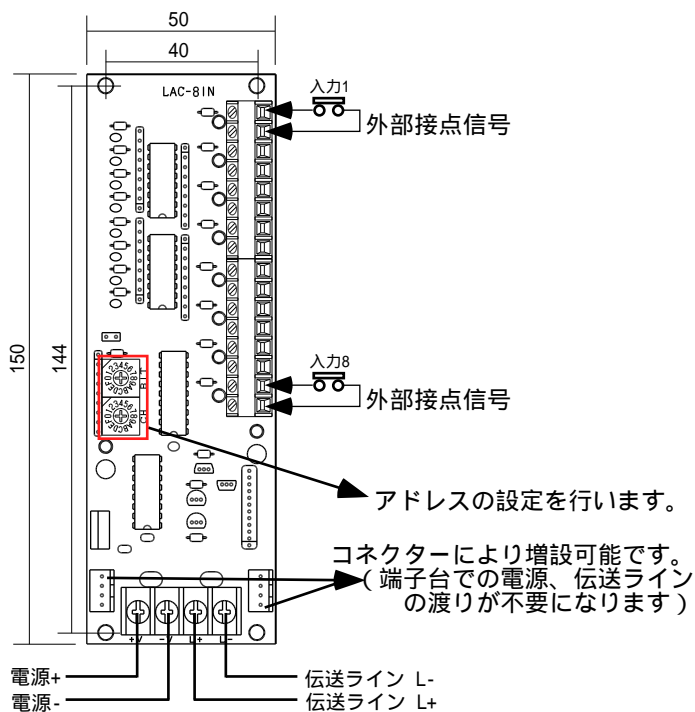 50
40
LAC-8IN
入力1
外部接点信号
150
144
入力8
外部接点信号
BIT
CH
アドレスの設定を行います。
コネクターにより増設可能です。
(端子台での電源、伝送ライン
の渡りが不要になります)
+V -V L+ L-
電源+
電源-
伝送ライン L-
伝送ライン L+